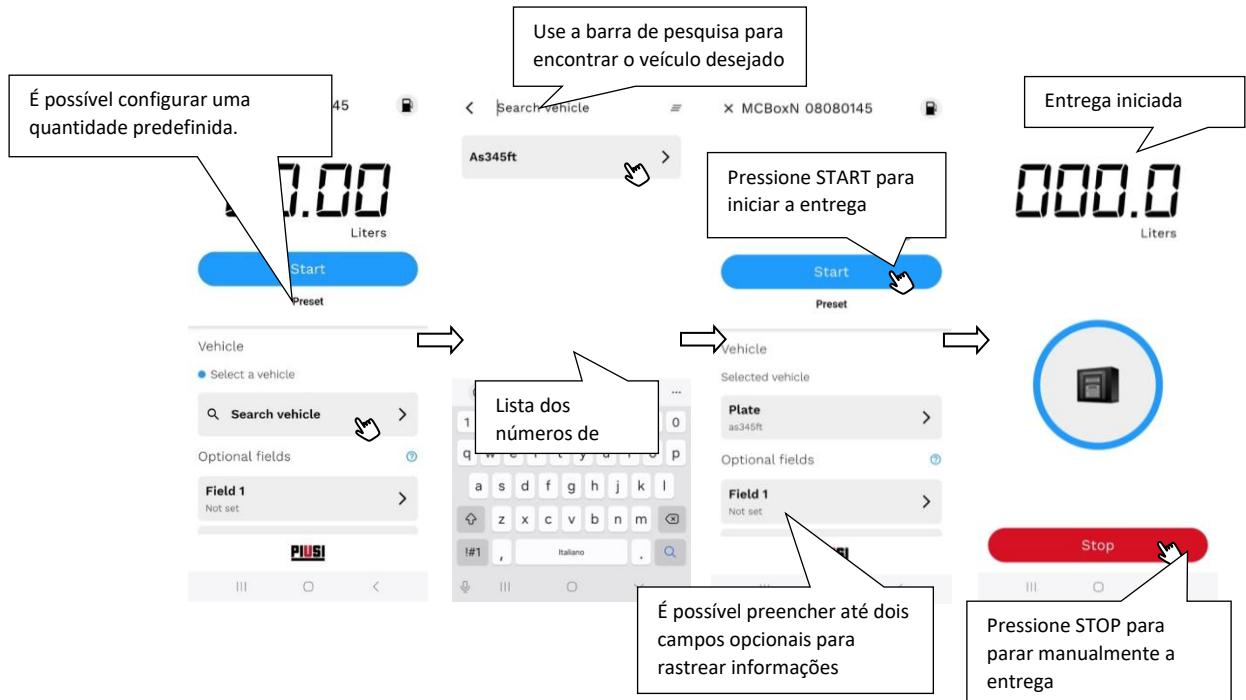 Use a barra de pesquisa para
encontrar o veículo desejado
É possível configurar uma
quantidade predefinida.
45
Search vehicle
× MCBoxN 08080145
Entrega iniciada
As345ft
Pressione START para
iniciar a entrega
0.00
Liters
000.0
Liters
Start
Preset
Start
Preset
Vehicle
Select a vehicle
Search vehicle
Optional fields
Field 1
Not set
PIUSI
Lista dos
números de
1 0
q p
a s d f g h j k l
z x c v b n m
!#1 , Italiano .
Vehicle
Selected vehicle
Plate
as345ft
Optional fields
Field 1
Not set
Stop
É possível preencher até dois
campos opcionais para
rastrear informações
Pressione STOP para
parar manualmente a
entrega